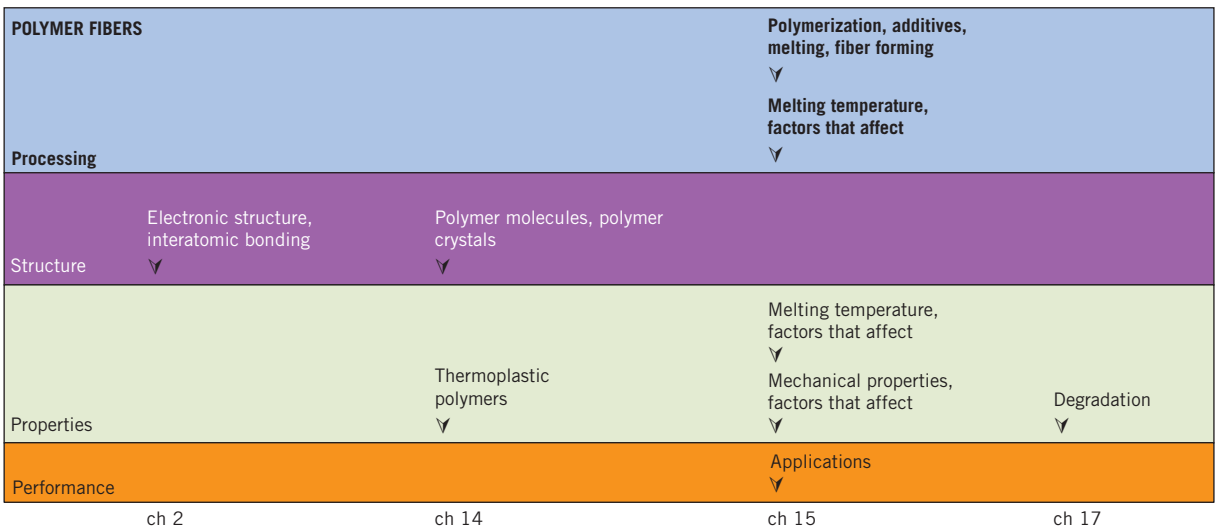 POLYMER FIBERS
Polymerization, additives,
melting, fiber forming
Melting temperature,
factors that affect
Processing
Electronic structure,
interatomic bonding
Polymer molecules, polymer
crystals
Structure
Melting temperature,
factors that affect
Thermoplastic
polymers
Mechanical properties,
factors that affect
Degradation
Properties
Applications
Performance
ch 2
ch 14
ch 15
ch 17